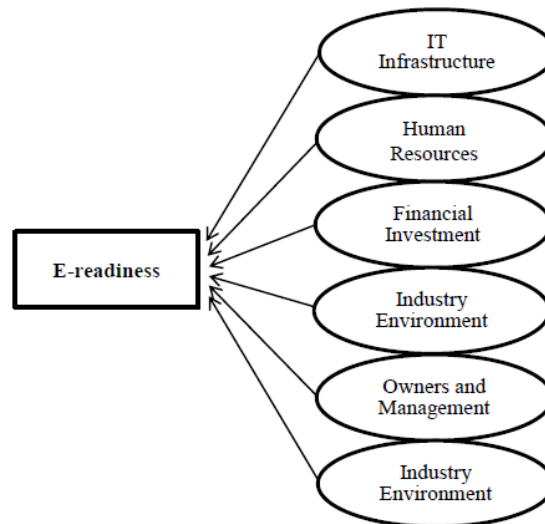 IT
Infrastructure
Human
Resources
Financial
Investment
E-readiness
Industry
Environment
Owners and
Management
Industry
Environment